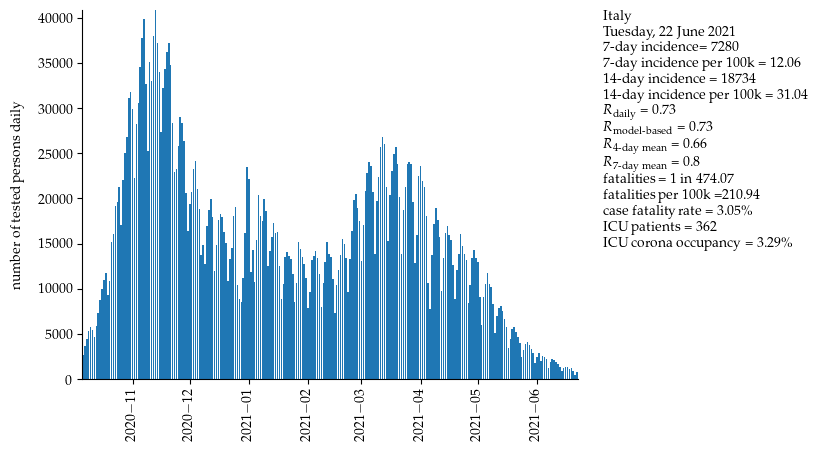 40000
35000
30000
25000
20000
15000
10000
5000
0
number of tested persons daily
2020−11
2020−12
2021−01
2021−02
2021−03
2021−04
2021−05
2021−06
Italy
Tuesday, 22 June 2021
7-day incidence= 7280
7-day incidence per 100k = 12.06
14-day incidence = 18734
14-day incidence per 100k = 31.04
R_daily = 0.73
R_model-based = 0.73
R_4-day mean = 0.66
R_7-day mean = 0.8
fatalities = 1 in 474.07
fatalities per 100k =210.94
case fatality rate = 3.05%
ICU patients = 362
ICU corona occupancy = 3.29%